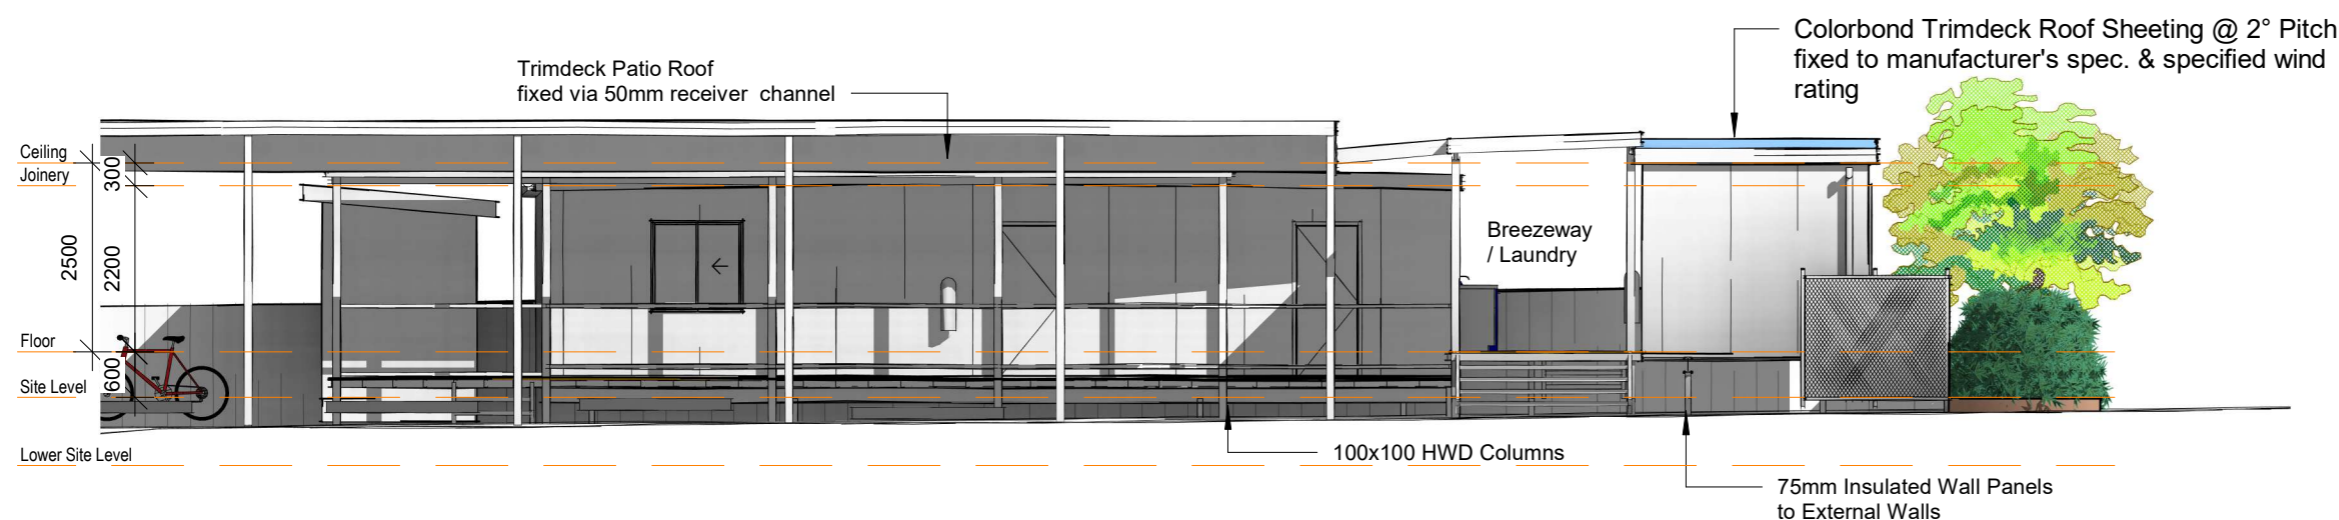 Colorbond Trimdeck Roof Sheeting @ 2° Pitch
fixed to manufacturer's spec. & specified wind
rating
Trimdeck Patio Roof
fixed via 50mm receiver channel
Ceiling
Joinery
300
2500
2200
Breezeway
/ Laundry
Floor
600
Site Level
Lower Site Level
100x100 HWD Columns
75mm Insulated Wall Panels
to External Walls